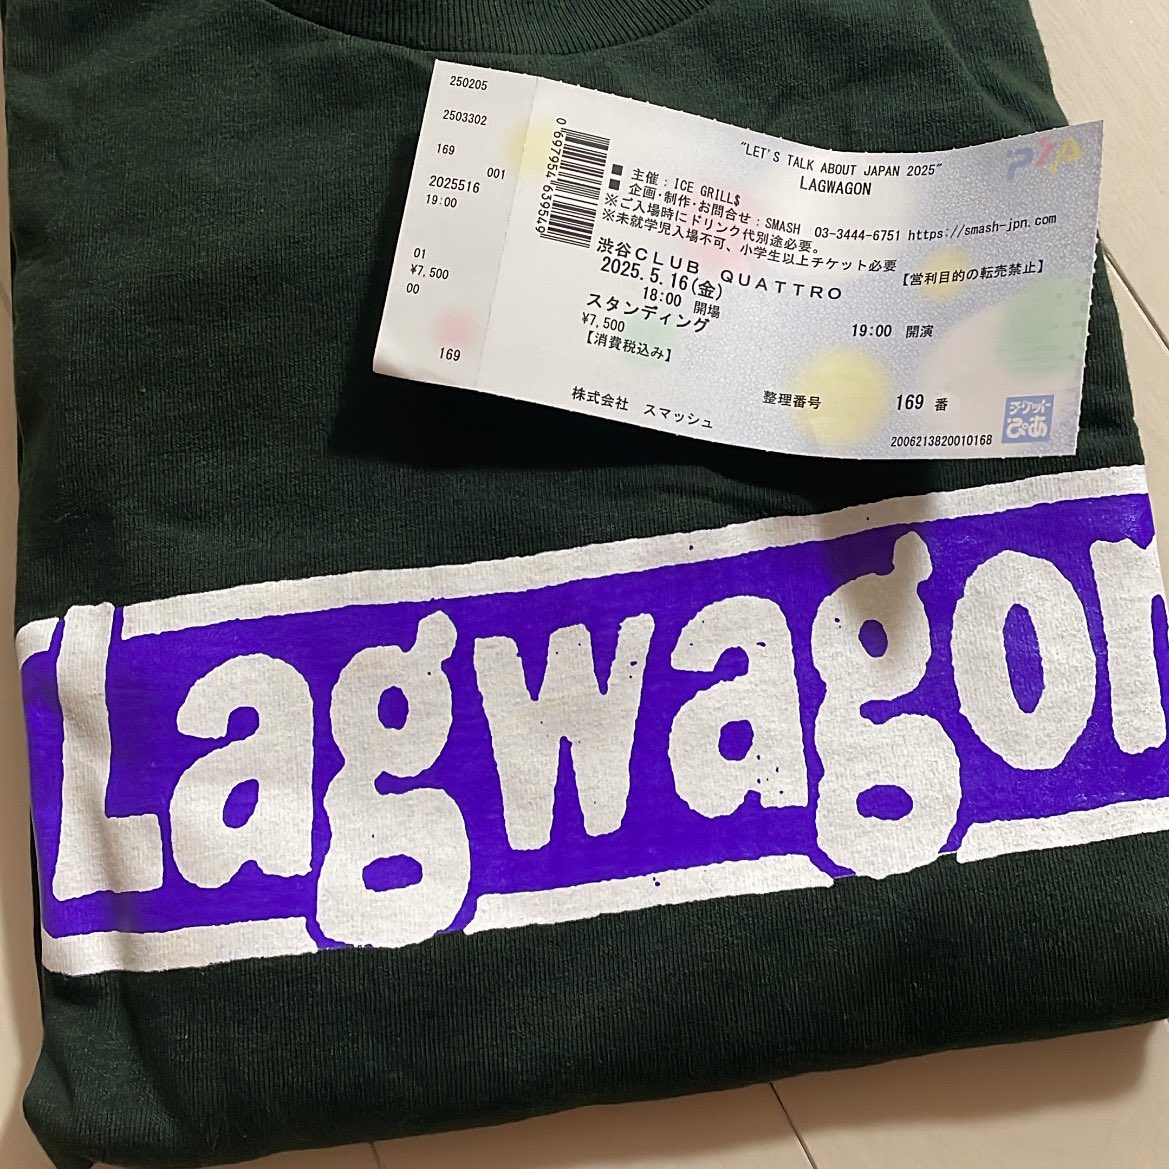 250205
2503302
169
001
2025516
19:00
01
¥7,500
00
169
0697954639549
"LET'S TALK ABOUT JAPAN 2025"
LAGWAGON
PIA
■ 主催:ICE GRILL$
■ 企画・制作・お問合せ:SMASH 03-3444-6751 https://smash-jpn.com
※ご入場時にドリンク代別途必要。
※未就学児入場不可、小学生以上チケット必要
【営利目的の転売禁止】
渋谷CLUB QUATTRO
2025.5.16(金)
18:00 開場
19:00 開演
スタンディング
¥7,500
【消費税込み】
株式会社 スマッシュ
整理番号 169 番
チケットぴあ
2006213820010168
Lagwagon